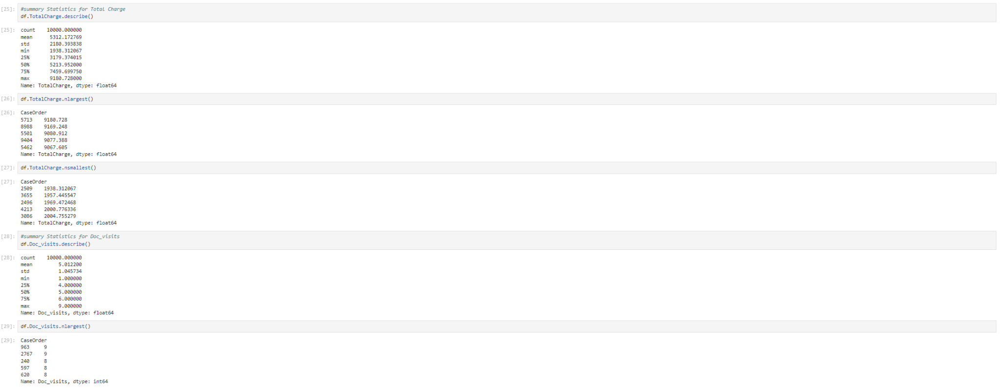 [25]: #summary Statistics for Total Charge
df.TotalCharge.describe()
[25]: count 10000.000000
mean 5312.172769
std 2180.393838
min 1938.312067
25% 3179.374015
50% 5213.952000
75% 7459.699750
max 9180.728000
Name: TotalCharge, dtype: float64
[26]: df.TotalCharge.nlargest()
[26]: CaseOrder
5713 9180.728
8988 9169.248
5501 9080.912
9404 9077.388
5462 9067.605
Name: TotalCharge, dtype: float64
[27]: df.TotalCharge.nsmallest()
[27]: CaseOrder
2509 1938.312067
3655 1957.445547
2496 1969.472468
4213 2000.776336
3086 2004.755279
Name: TotalCharge, dtype: float64
[28]: #summary Statistics for Doc_visits
df.Doc_visits.describe()
[28]: count 10000.000000
mean 5.012200
std 1.045734
min 1.000000
25% 4.000000
50% 5.000000
75% 6.000000
max 9.000000
Name: Doc_visits, dtype: float64
[29]: df.Doc_visits.nlargest()
[29]: CaseOrder
963 9
2767 9
240 8
597 8
620 8
Name: Doc_visits, dtype: int64